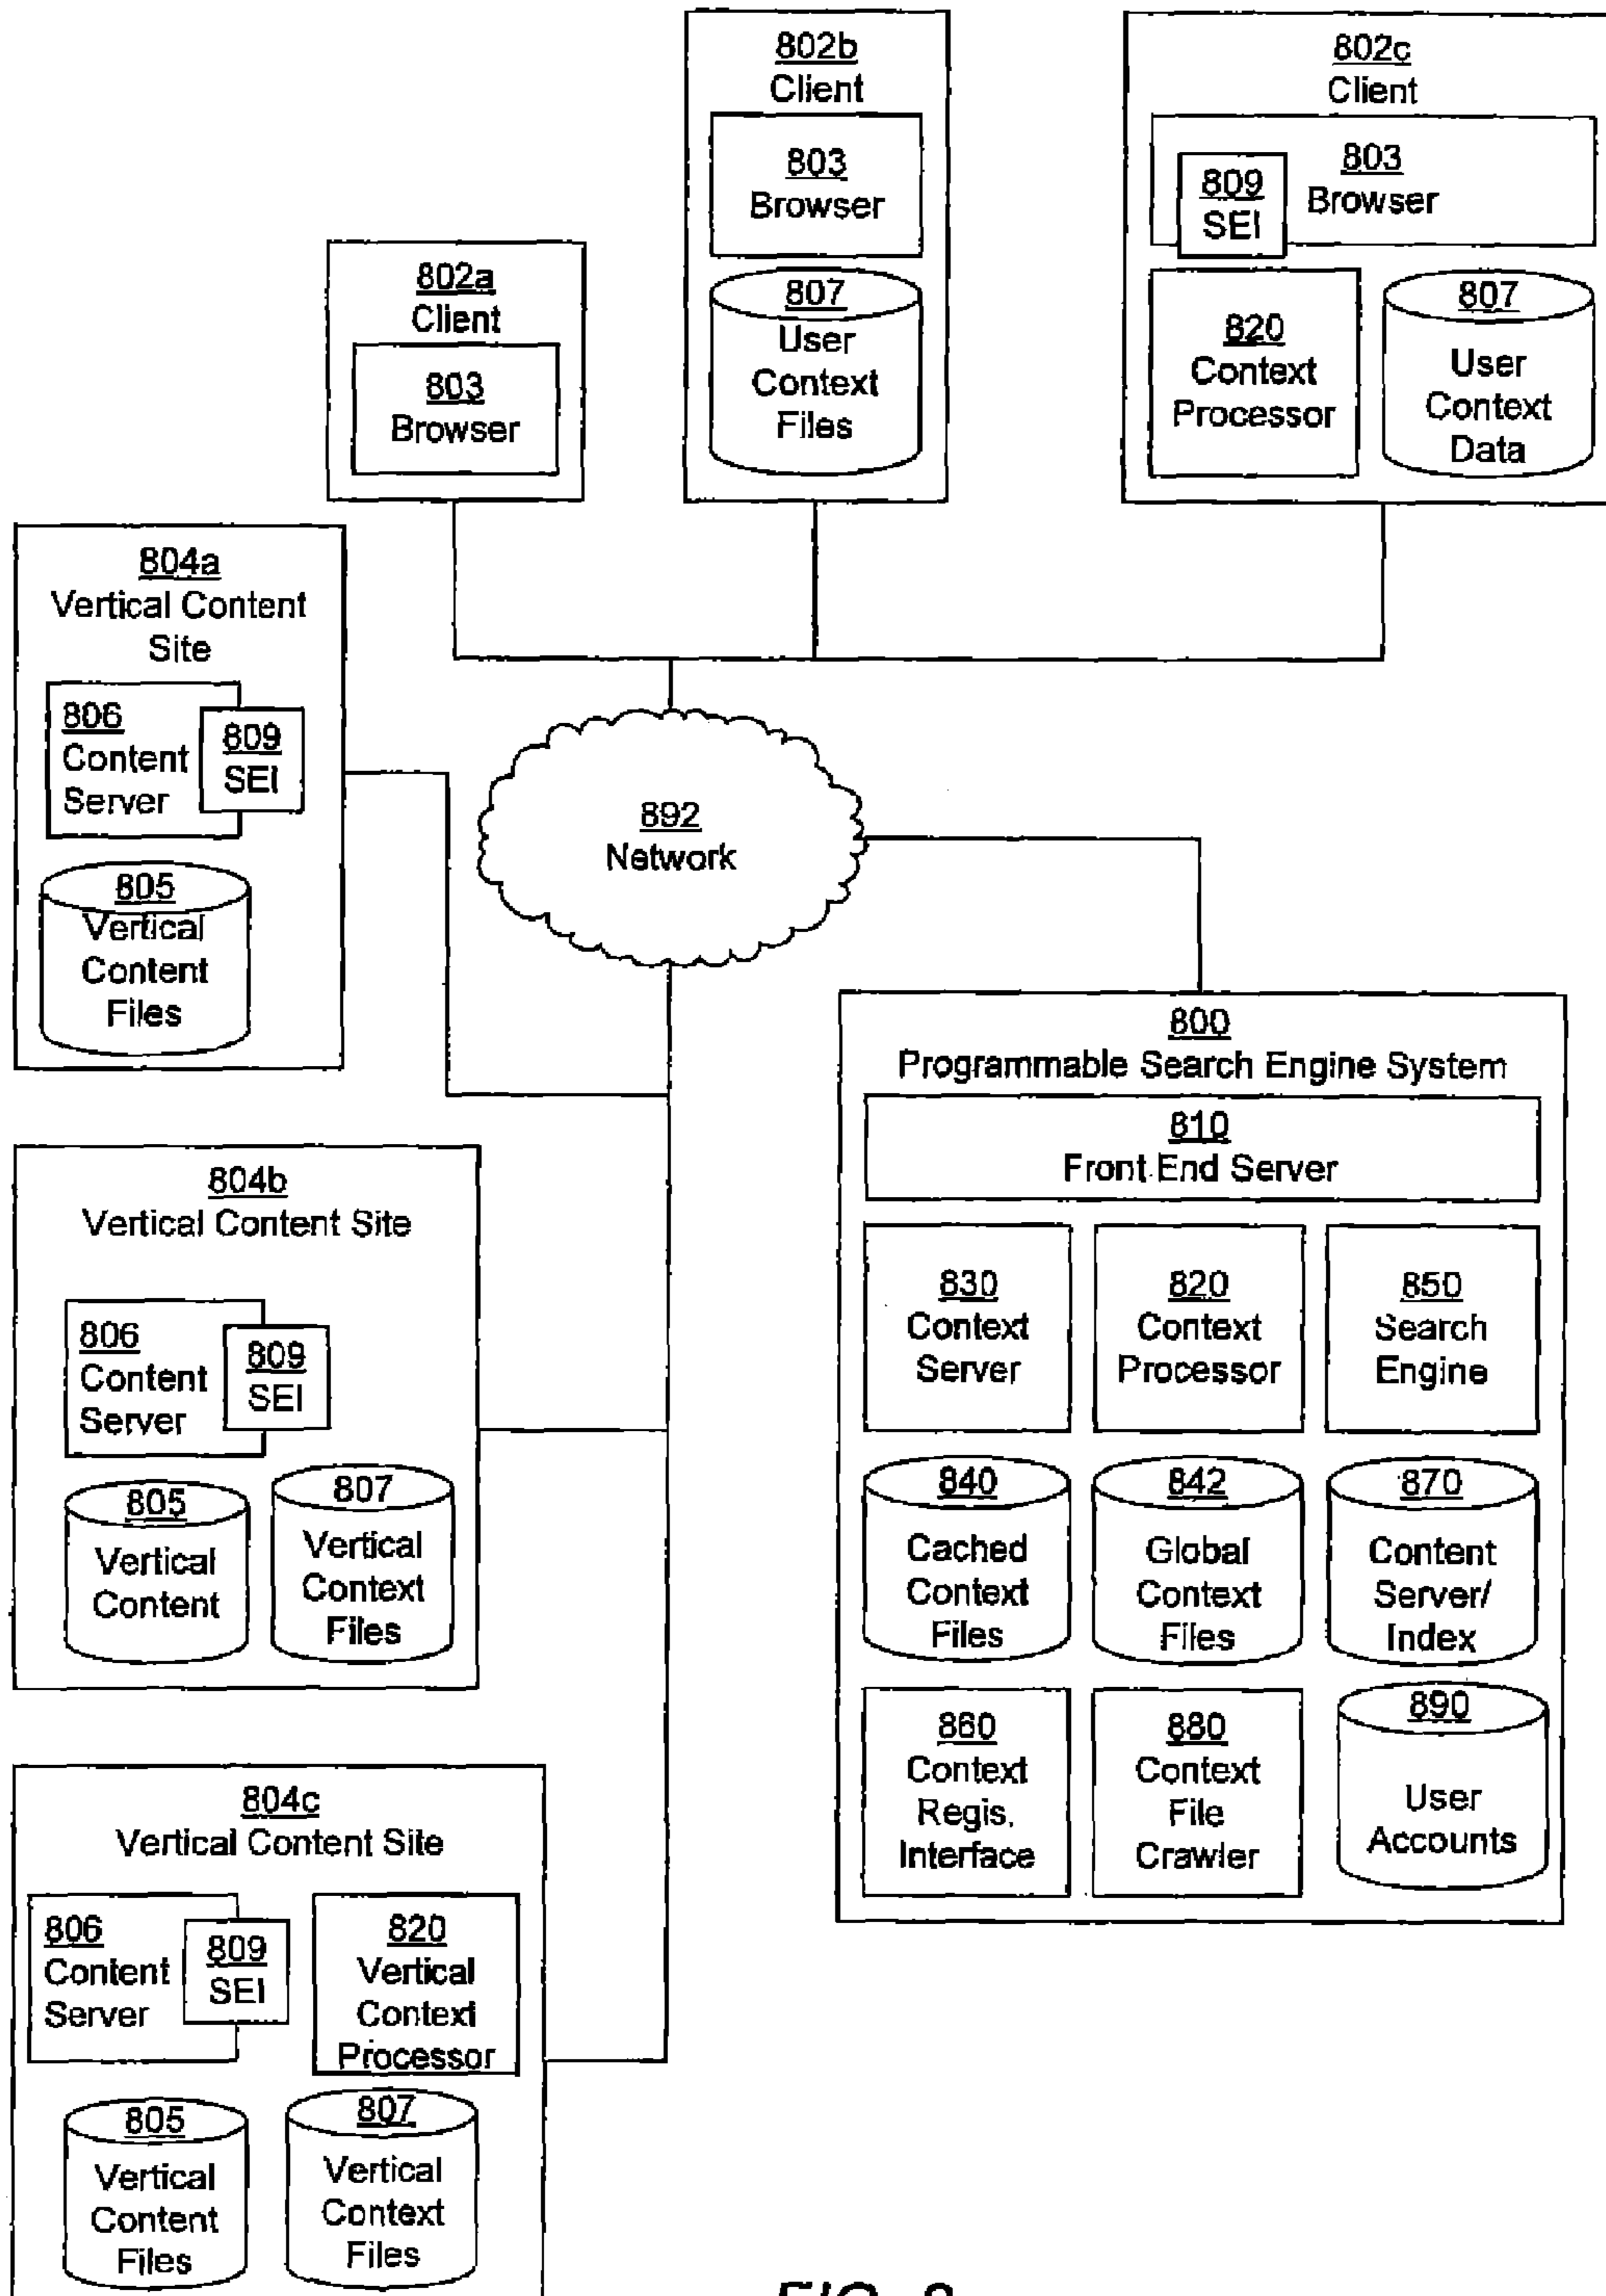 802b
Client
803
Browser
807
User
Context
Files
802c
Client
803
Browser
809
SEI
820
Context
Processor
807
User
Context
Data
802a
Client
803
Browser
804a
Vertical Content
Site
806
Content
Server
809
SEI
805
Vertical
Content
Files
892
Network
800
Programmable Search Engine System
810
Front End Server
830
Context
Server
820
Context
Processor
850
Search
Engine
840
Cached
Context
Files
842
Global
Context
Files
870
Content
Server/
Index
860
Context
Regis.
Interface
880
Context
File
Crawler
890
User
Accounts
804b
Vertical Content Site
806
Content
Server
809
SEI
805
Vertical
Content
807
Vertical
Context
Files
804c
Vertical Content Site
806
Content
Server
809
SEI
820
Vertical
Context
Processor
805
Vertical
Content
Files
807
Vertical
Context
Files